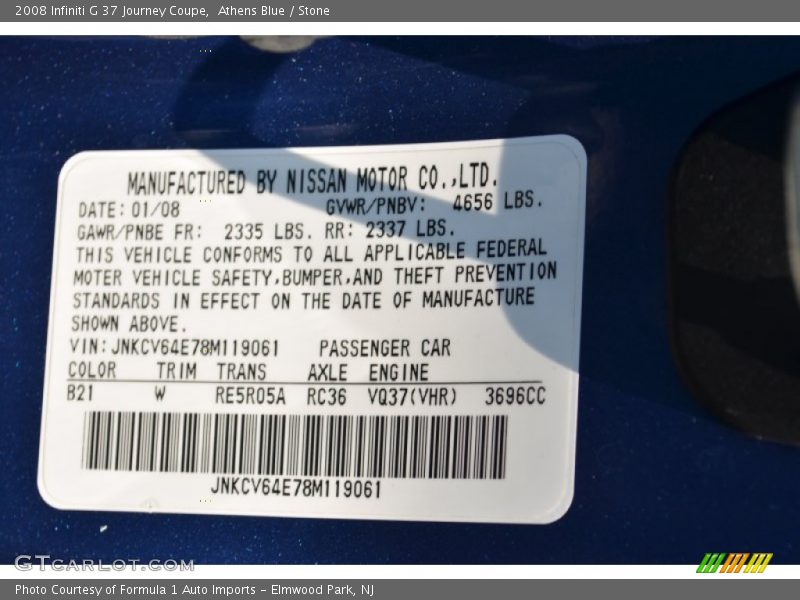 2008 Infiniti G 37 Journey Coupe,  Athens Blue / Stone
MANUFACTURED BY NISSAN MOTOR CO.,LTD.
DATE: 01/08 GVWR/PNBV: 4656 LBS.
GAWR/PNBE FR: 2335 LBS. RR: 2337 LBS.
THIS VEHICLE CONFORMS TO ALL APPLICABLE FEDERAL
MOTER VEHICLE SAFETY,BUMPER,AND THEFT PREVENTION
STANDARDS IN EFFECT ON THE DATE OF MANUFACTURE
SHOWN ABOVE.
VIN: JNKCV64E78M119061 PASSENGER CAR
COLOR TRIM TRANS AXLE ENGINE
B21 W RE5R05A RC36 VQ37(VHR) 3696CC
JNKCV64E78M119061
GTCARLOT.COM
Photo Courtesy of Formula 1 Auto Imports - Elmwood Park, NJ